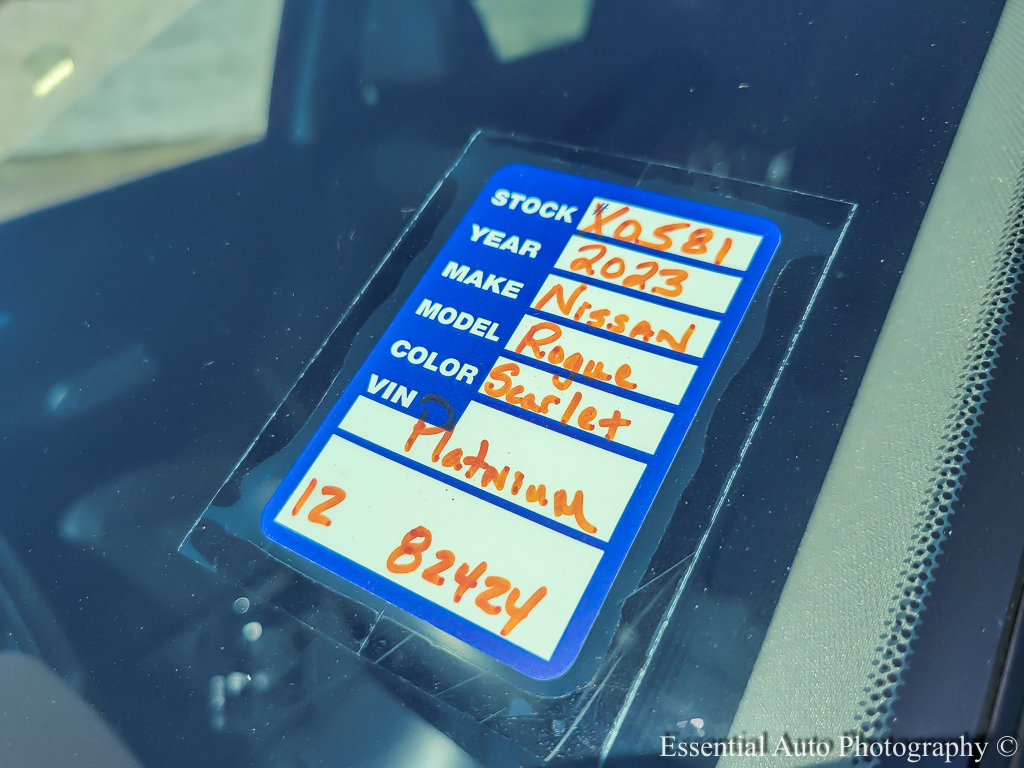 STOCK #X0581
YEAR 2023
MAKE Nissan
MODEL Rogue
COLOR Scarlet
VIN
Platnium
12 82424
Essential Auto Photography ©